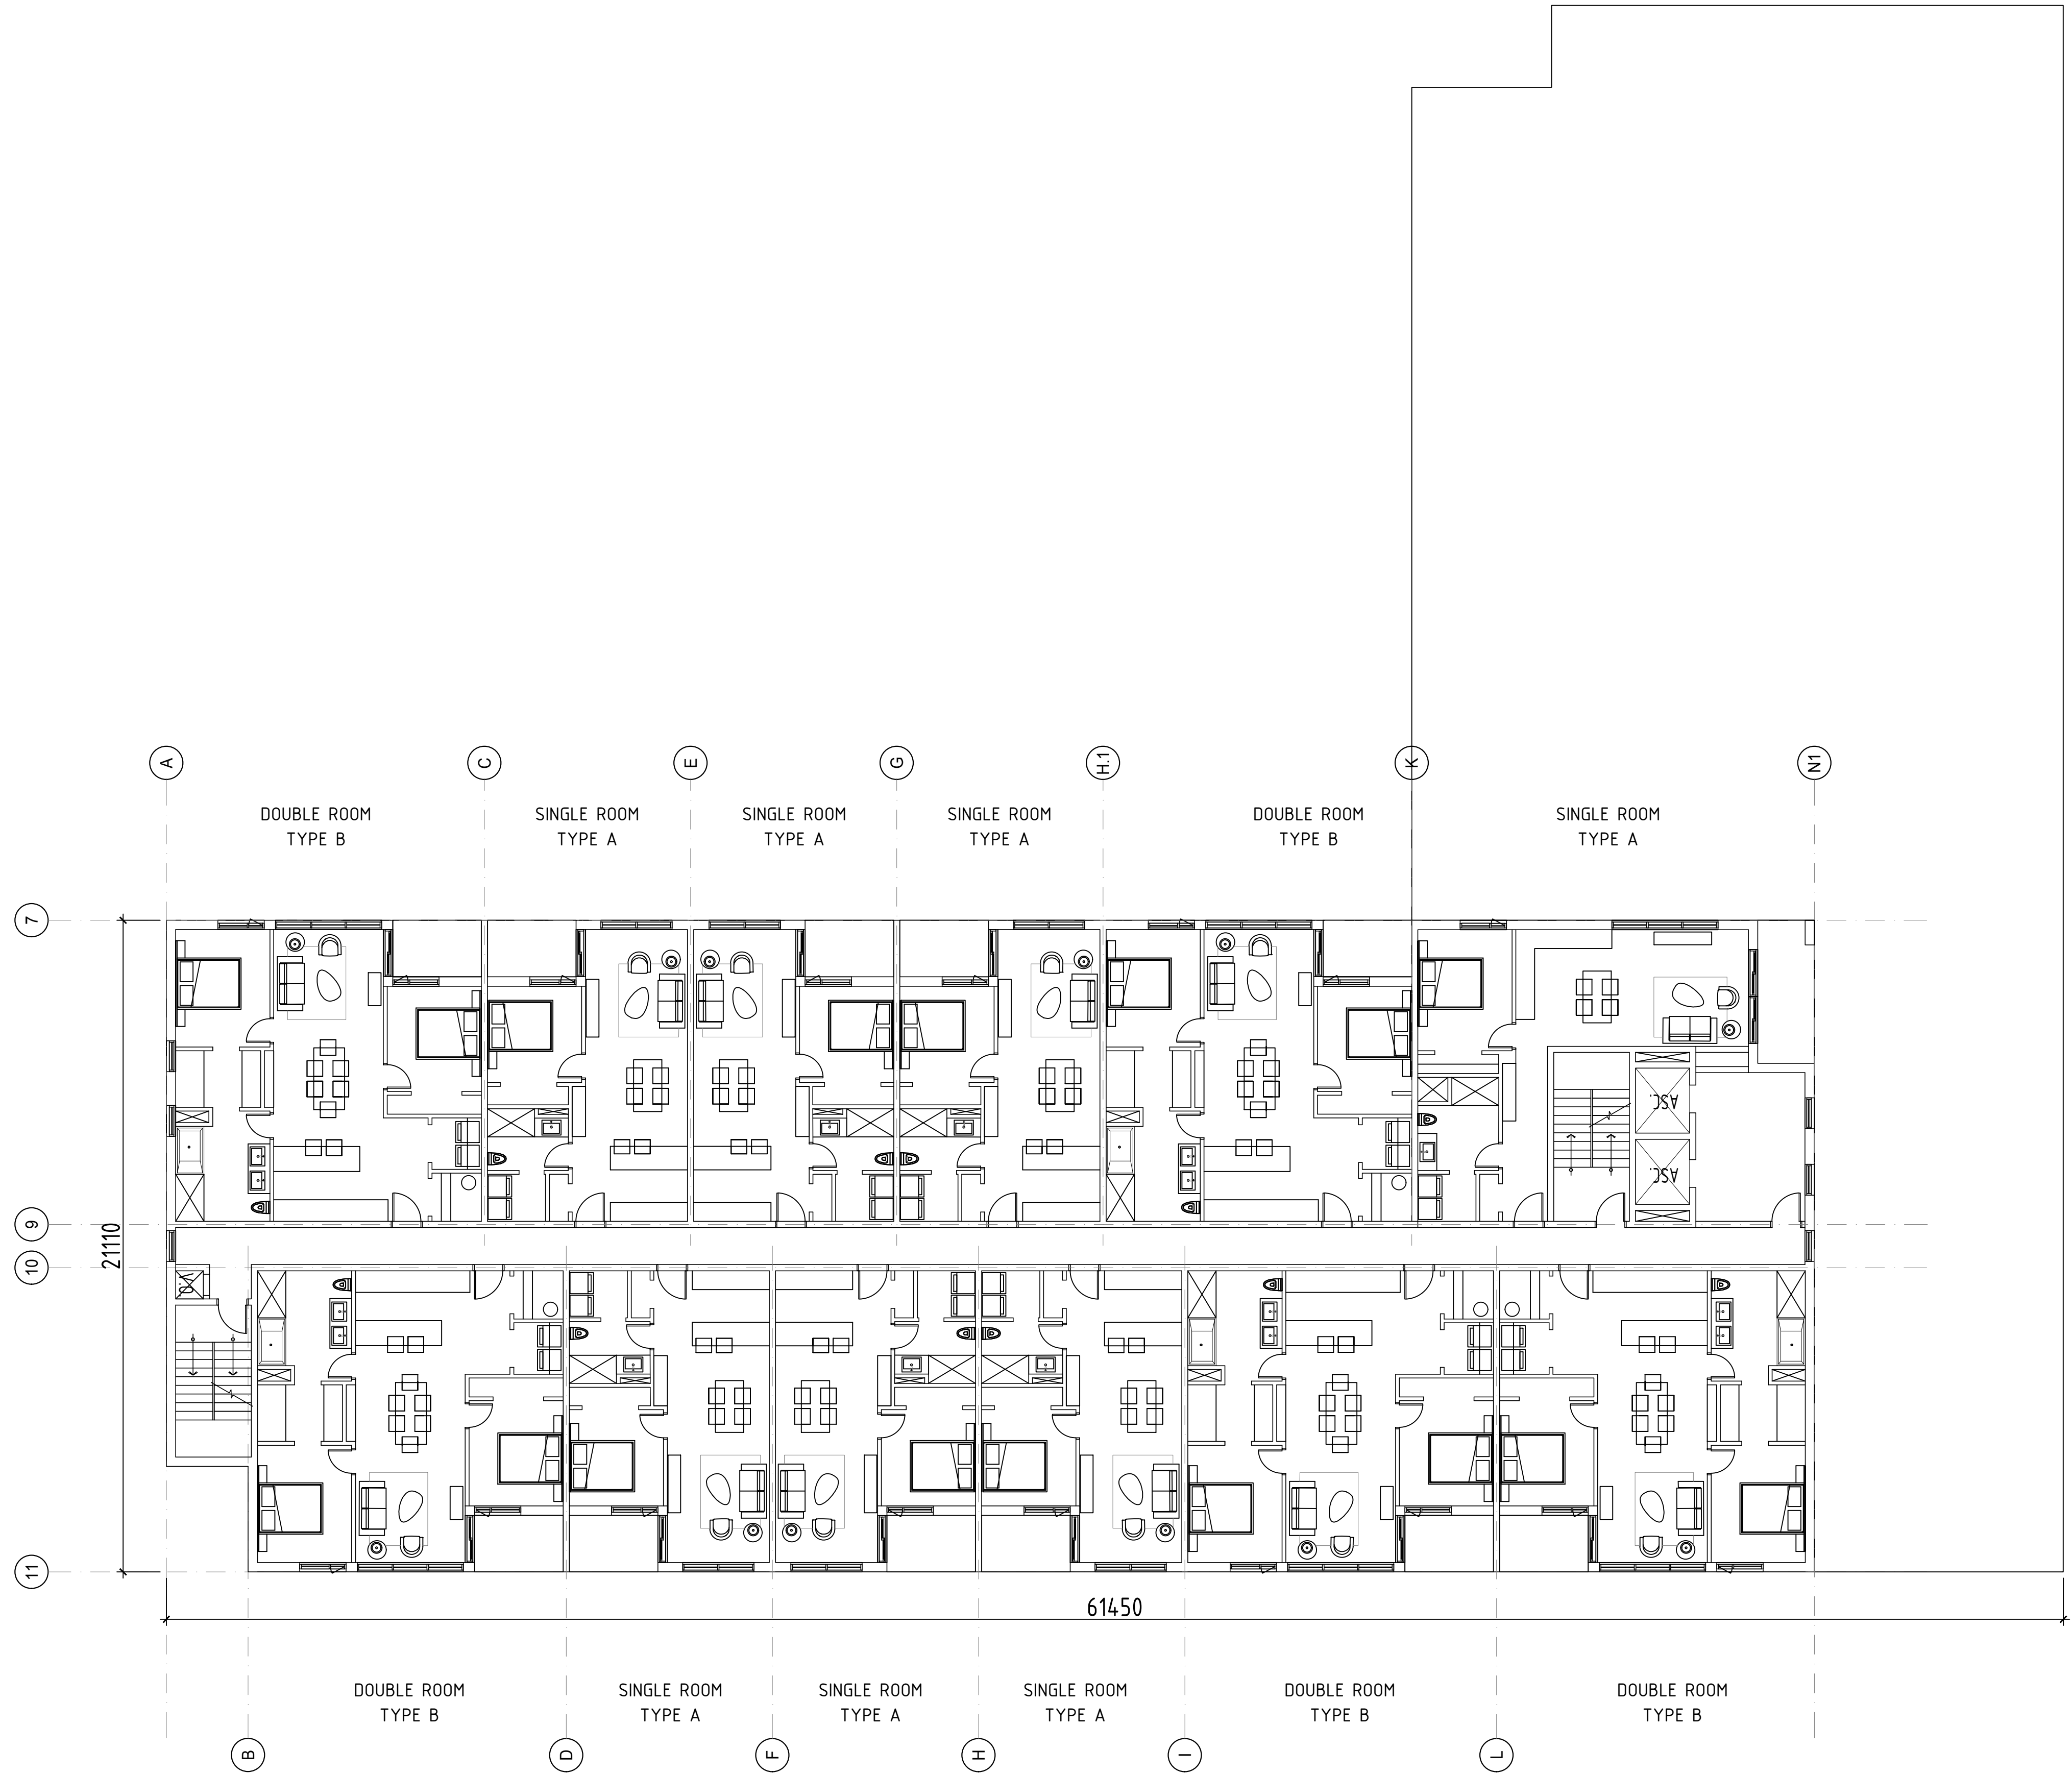 A
C
E
G
H.1
K
N1
DOUBLE ROOM
TYPE B
SINGLE ROOM
TYPE A
SINGLE ROOM
TYPE A
SINGLE ROOM
TYPE A
DOUBLE ROOM
TYPE B
SINGLE ROOM
TYPE A
7
ASC.
ASC.
9
21110
10
11
61450
DOUBLE ROOM
TYPE B
SINGLE ROOM
TYPE A
SINGLE ROOM
TYPE A
SINGLE ROOM
TYPE A
DOUBLE ROOM
TYPE B
DOUBLE ROOM
TYPE B
B
D
F
H
I
L